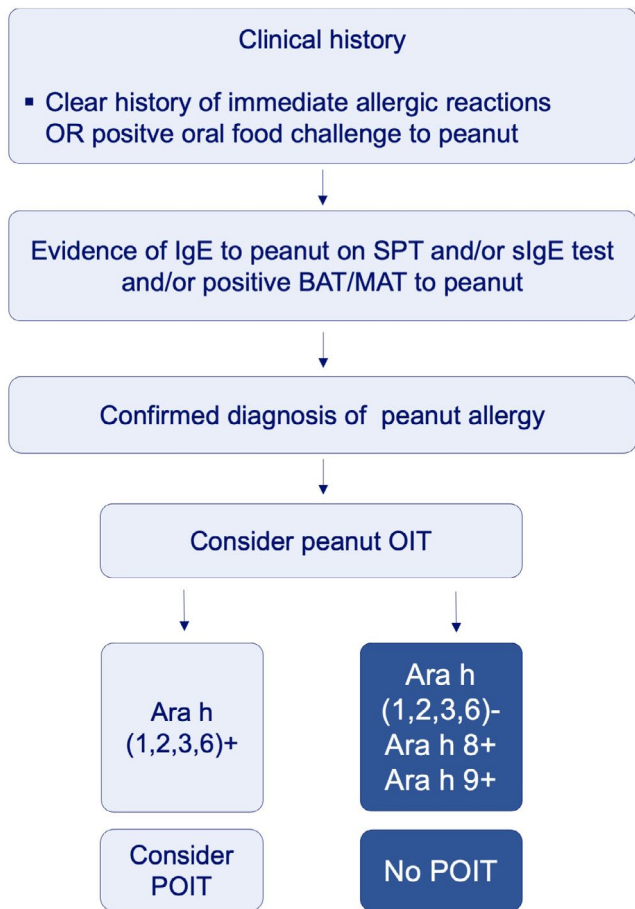 Clinical history
▪ Clear history of immediate allergic reactions
OR positve oral food challenge to peanut
Evidence of IgE to peanut on SPT and/or sIgE test
and/or positive BAT/MAT to peanut
Confirmed diagnosis of peanut allergy
Consider peanut OIT
Ara h
(1,2,3,6)+
Ara h
(1,2,3,6)-
Ara h 8+
Ara h 9+
Consider
POIT
No POIT